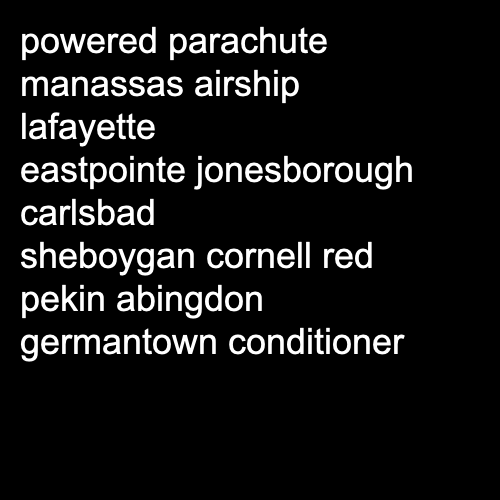 powered parachute
manassas airship
lafayette
eastpointe jonesborough
carlsbad
sheboygan cornell red
pekin abingdon
germantown conditioner